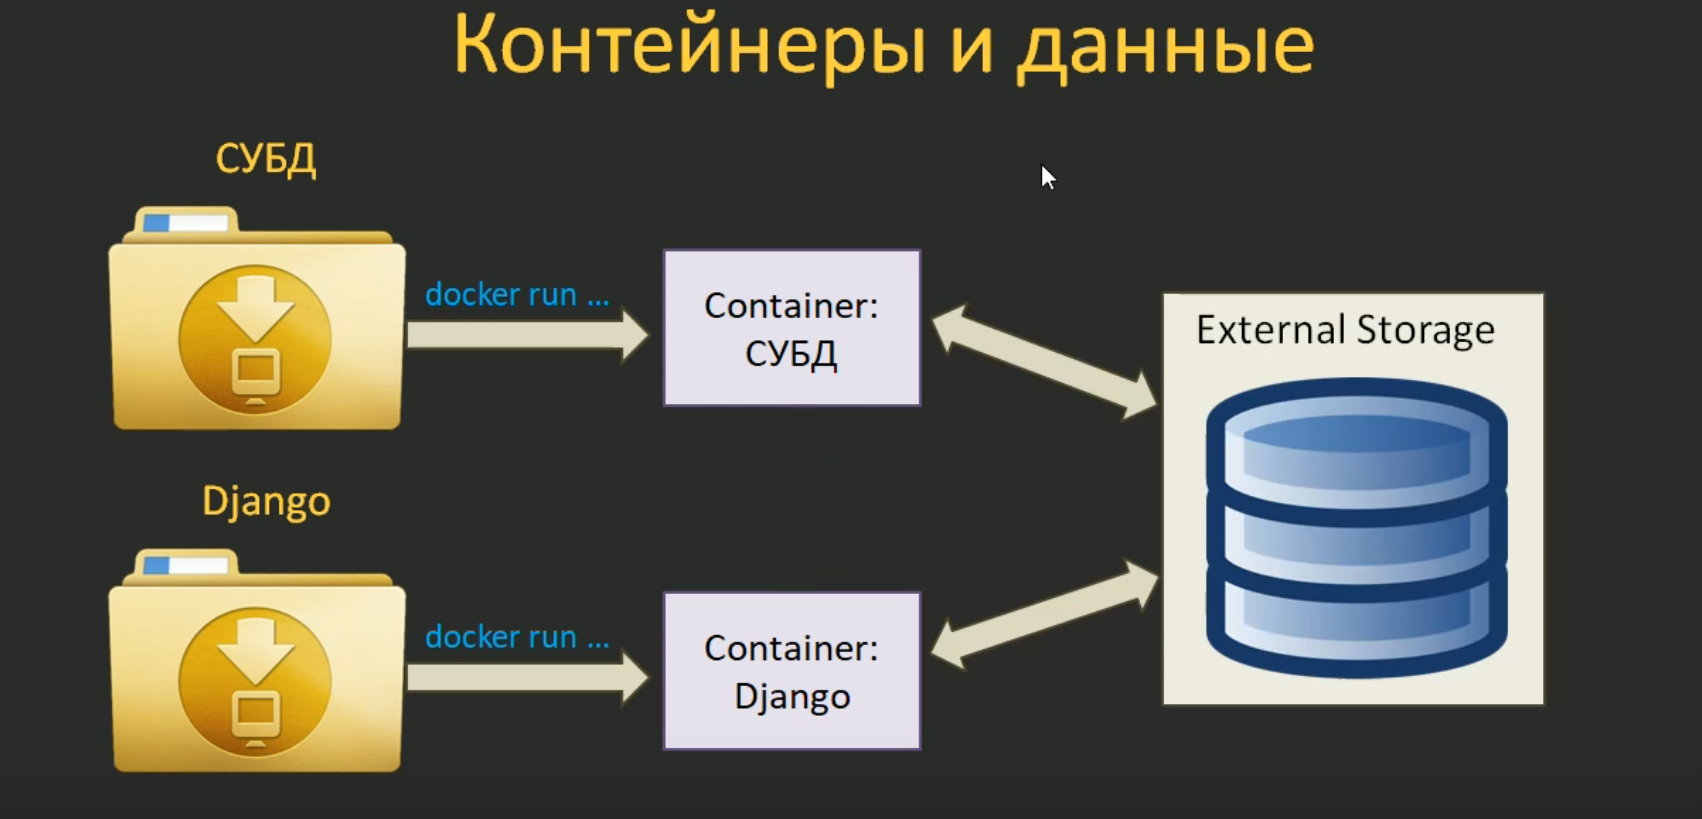 Контейнеры и данные
СУБД
docker run ...
Container:
СУБД
External Storage
Django
docker run ...
Container:
Django